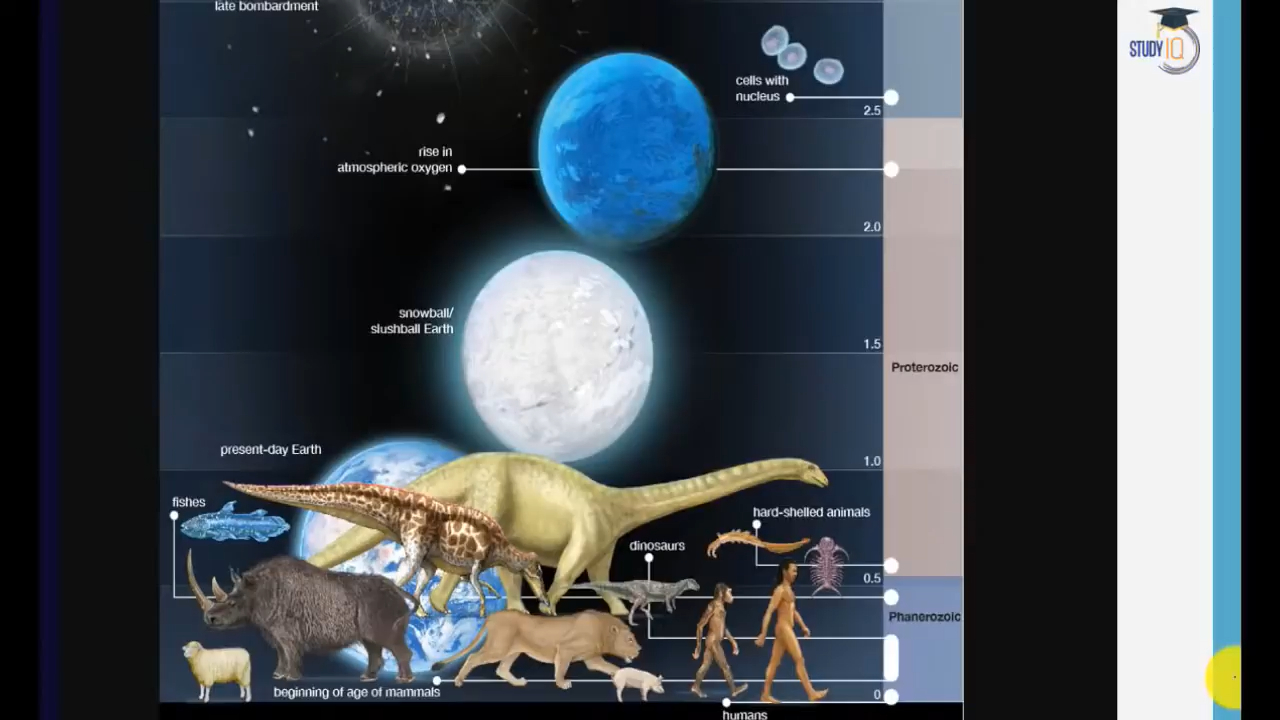 late bombardment
STUDY IQ
cells with
nucleus
2.5
rise in
atmospheric oxygen
2.0
snowball/
slushball Earth
1.5
Proterozoic
present-day Earth
1.0
fishes
hard-shelled animals
dinosaurs
0.5
Phanerozoic
beginning of age of mammals
0
humans